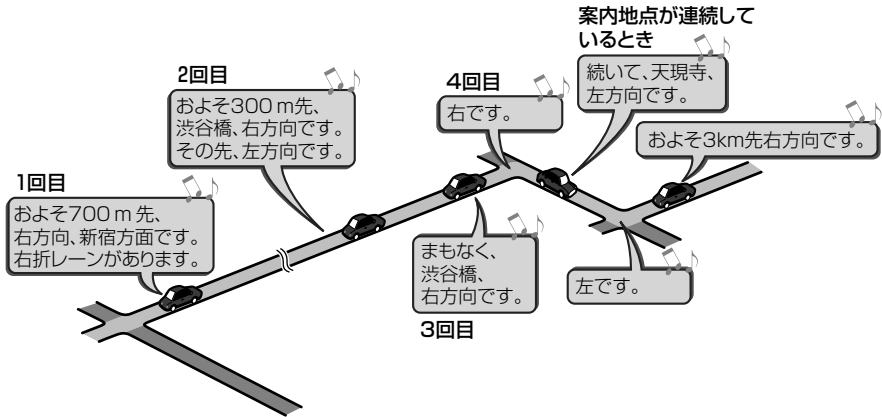 1回目
およそ700 m 先、
右方向、新宿方面です。
右折レーンがあります。
2回目
およそ300 m先、
渋谷橋、右方向です。
その先、左方向です。
まもなく、
渋谷橋、
右方向です。
3回目
4回目
右です。
案内地点が連続して
いるとき
続いて、天現寺、
左方向です。
左です。
およそ3km先右方向です。